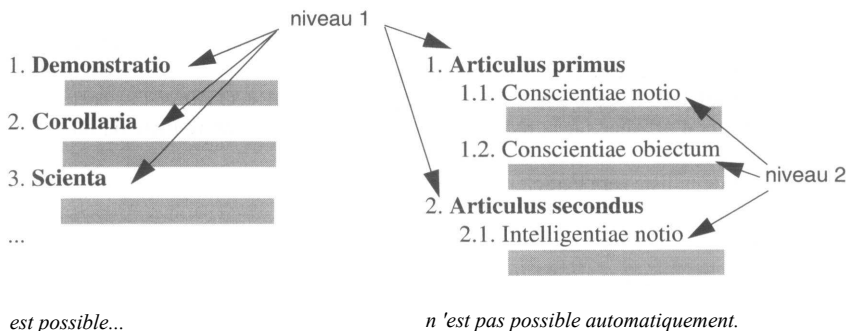 niveau 1
1. Demonstratio
2. Corollaria
3. Scienta
...
est possible...
1. Articulus primus
1.1. Conscientiae notio
1.2. Conscientiae obiectum
niveau 2
2. Articulus secondus
2.1. Intelligentiae notio
n 'est pas possible automatiquement.